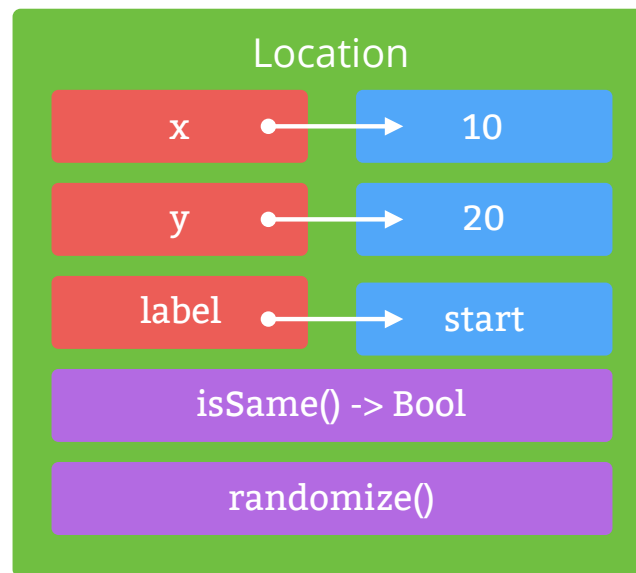 Location
x 10
y 20
label start
isSame() -> Bool
randomize()